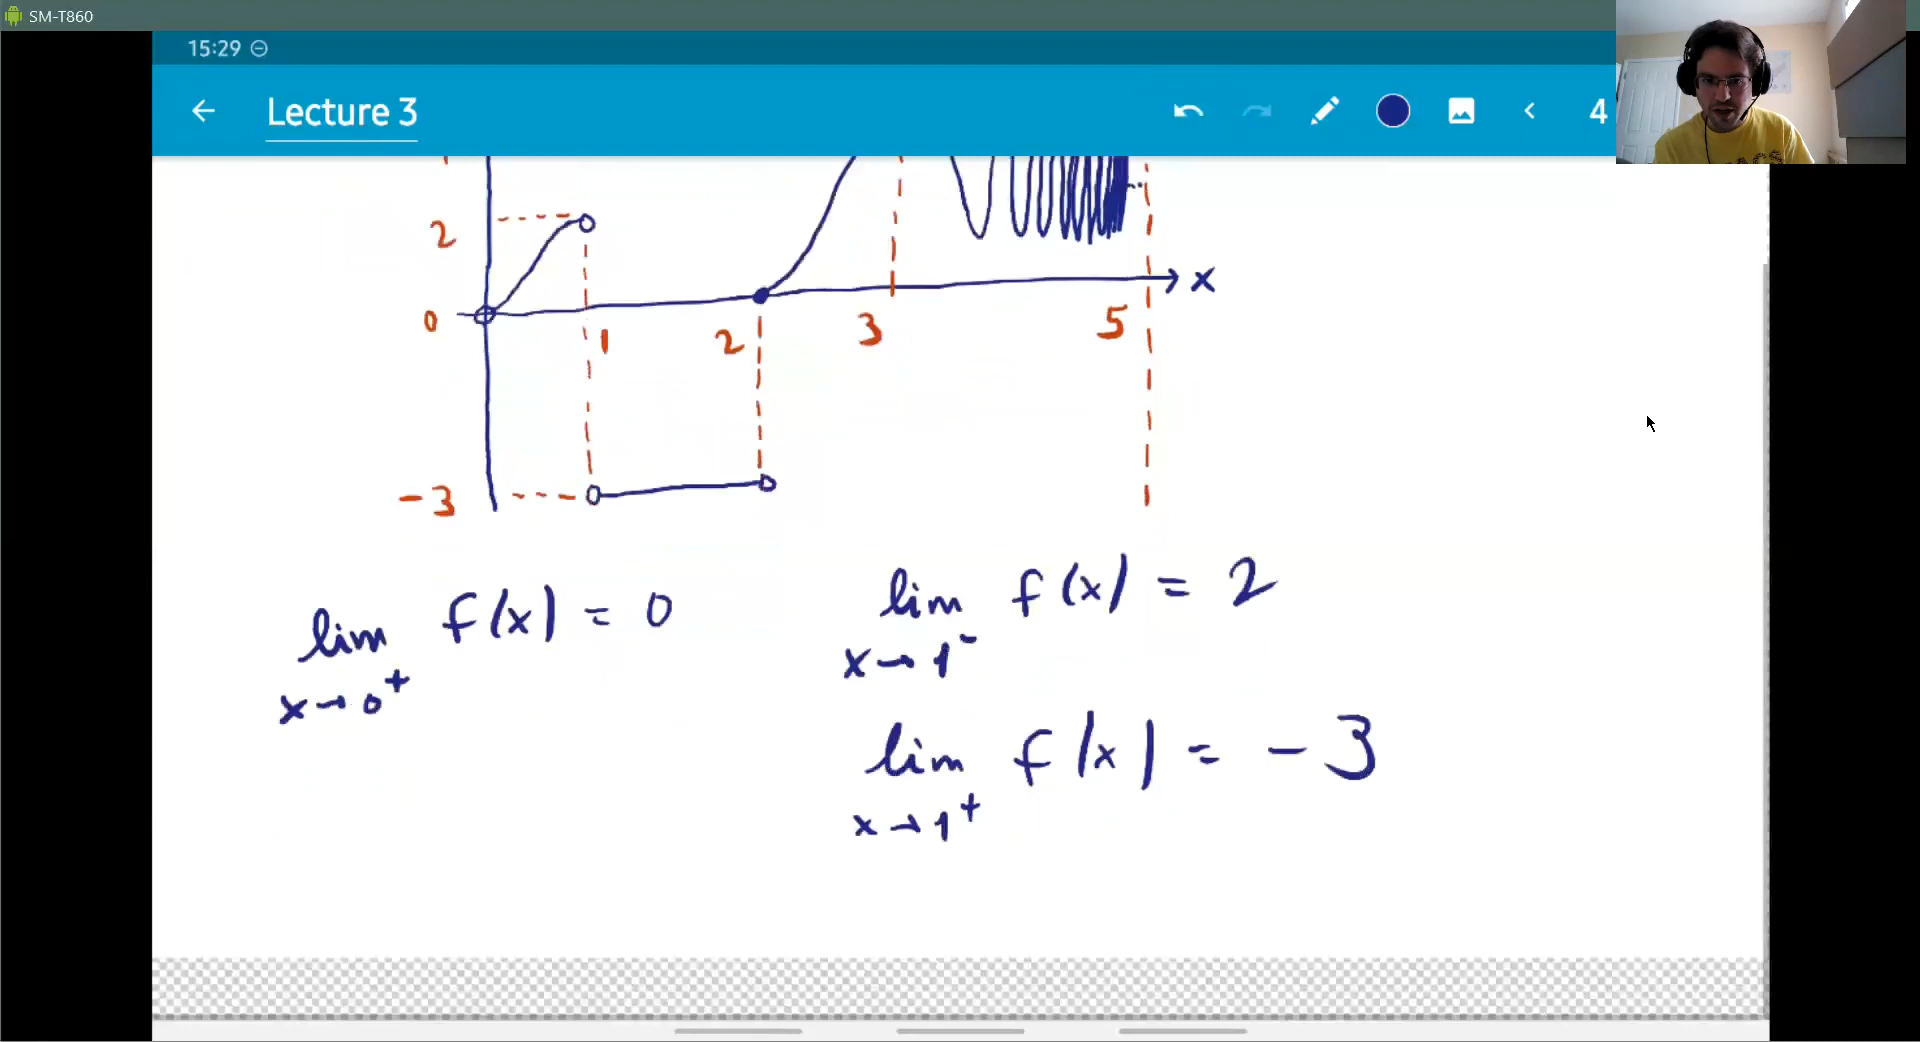 SM-T860
15:29
Lecture 3
4
2
x
0
1
2
3
5
-3
lim f(x) = 0
x→0⁺
lim f(x) = 2
x→1⁻
lim f(x) = -3
x→1⁺